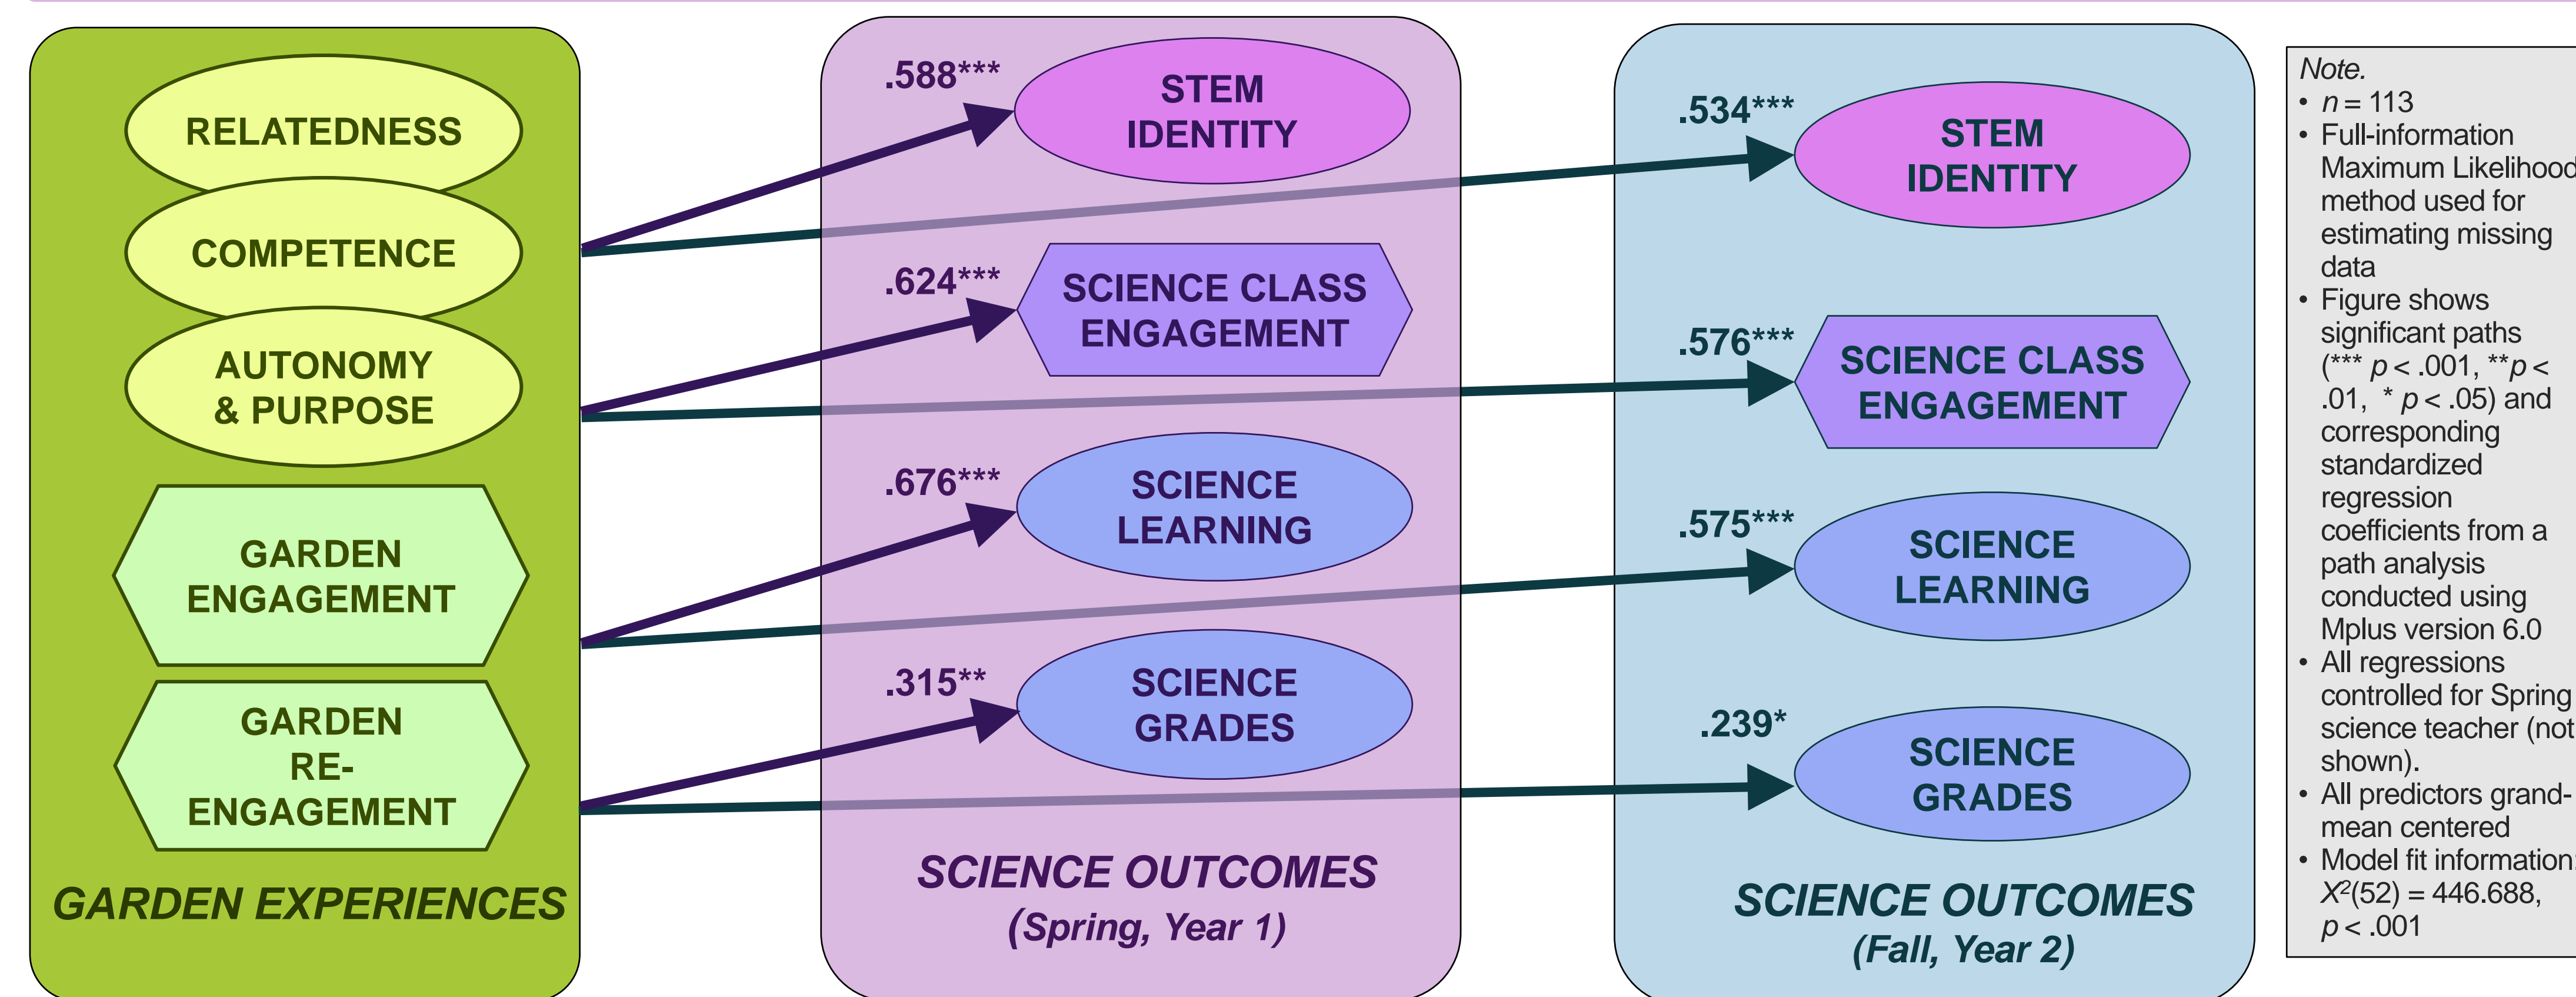 RELATEDNESS
COMPETENCE
AUTONOMY
& PURPOSE
GARDEN
ENGAGEMENT
GARDEN
RE-
ENGAGEMENT
GARDEN EXPERIENCES
.588***
STEM
IDENTITY
.624***
SCIENCE CLASS
ENGAGEMENT
.676***
SCIENCE
LEARNING
.315**
SCIENCE
GRADES
SCIENCE OUTCOMES
(Spring, Year 1)
.534***
STEM
IDENTITY
.576***
SCIENCE CLASS
ENGAGEMENT
.575***
SCIENCE
LEARNING
.239*
SCIENCE
GRADES
SCIENCE OUTCOMES
(Fall, Year 2)
Note.
• n = 113
• Full-information
Maximum Likelihood
method used for
estimating missing
data
• Figure shows
significant paths
(*** p < .001, **p <
.01, * p < .05) and
corresponding
standardized
regression
coefficients from a
path analysis
conducted using
Mplus version 6.0
• All regressions
controlled for Spring
science teacher (not
shown).
• All predictors grand-
mean centered
• Model fit information:
X²(52) = 446.688,
p < .001